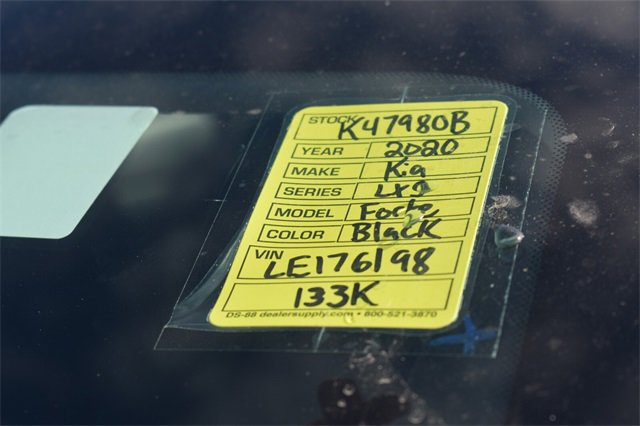 STOCK K47980B
YEAR 2020
MAKE Kia
SERIES LXS
MODEL Forte
COLOR Black
VIN LE176198
133K
DS-88 dealersupply.com • 800-521-3870